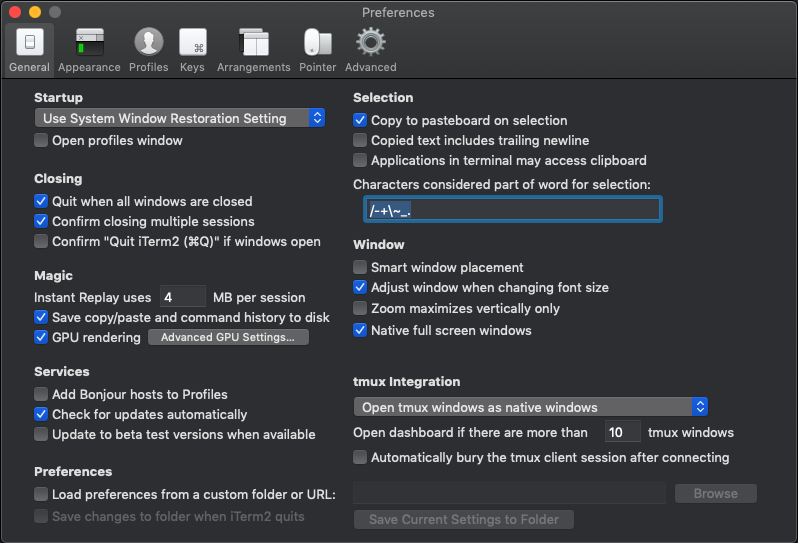 Preferences
General Appearance Profiles Keys Arrangements Pointer Advanced
Startup
Use System Window Restoration Setting
Open profiles window
Closing
Quit when all windows are closed
Confirm closing multiple sessions
Confirm "Quit iTerm2 (⌘Q)" if windows open
Magic
Instant Replay uses 4 MB per session
Save copy/paste and command history to disk
GPU rendering Advanced GPU Settings...
Services
Add Bonjour hosts to Profiles
Check for updates automatically
Update to beta test versions when available
Preferences
Load preferences from a custom folder or URL:
Save changes to folder when iTerm2 quits
Selection
Copy to pasteboard on selection
Copied text includes trailing newline
Applications in terminal may access clipboard
Characters considered part of word for selection:
/-+\~_.
Window
Smart window placement
Adjust window when changing font size
Zoom maximizes vertically only
Native full screen windows
tmux Integration
Open tmux windows as native windows
Open dashboard if there are more than 10 tmux windows
Automatically bury the tmux client session after connecting
Browse
Save Current Settings to Folder